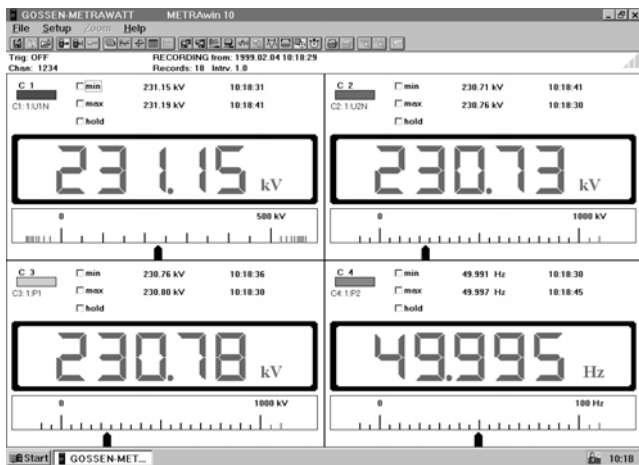 GOSSEN-METRAWATT METRAwin 10
File Setup Zoom Help
Trig: OFF RECORDING from: 1999.02.04 10:18:29
Chan: 1234 Records: 18 Intrv. 1.0
C 1 min 231.15 kV 10:18:31
C1: 1:U1N max 231.19 kV 10:18:41
hold
231.15 kV
0 500 kV
C 2 min 230.71 kV 10:18:41
C2: 1:U2N max 230.76 kV 10:18:30
hold
230.73 kV
0 1000 kV
C 3 min 230.76 kV 10:18:36
C3: 1:P1 max 230.80 kV 10:18:30
hold
230.78 kV
0 1000 kV
C 4 min 49.991 Hz 10:18:30
C4: 1:P2 max 49.997 Hz 10:18:45
hold
49.995 Hz
0 100 Hz
Start GOSSEN-MET... 10:18